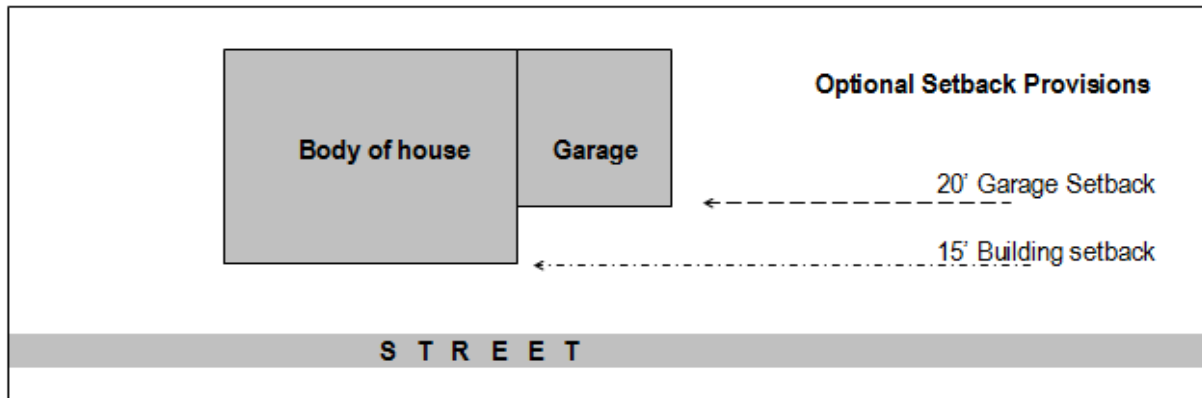 Optional Setback Provisions
Body of house
Garage
20’ Garage Setback
15’ Building setback
S T R E E T